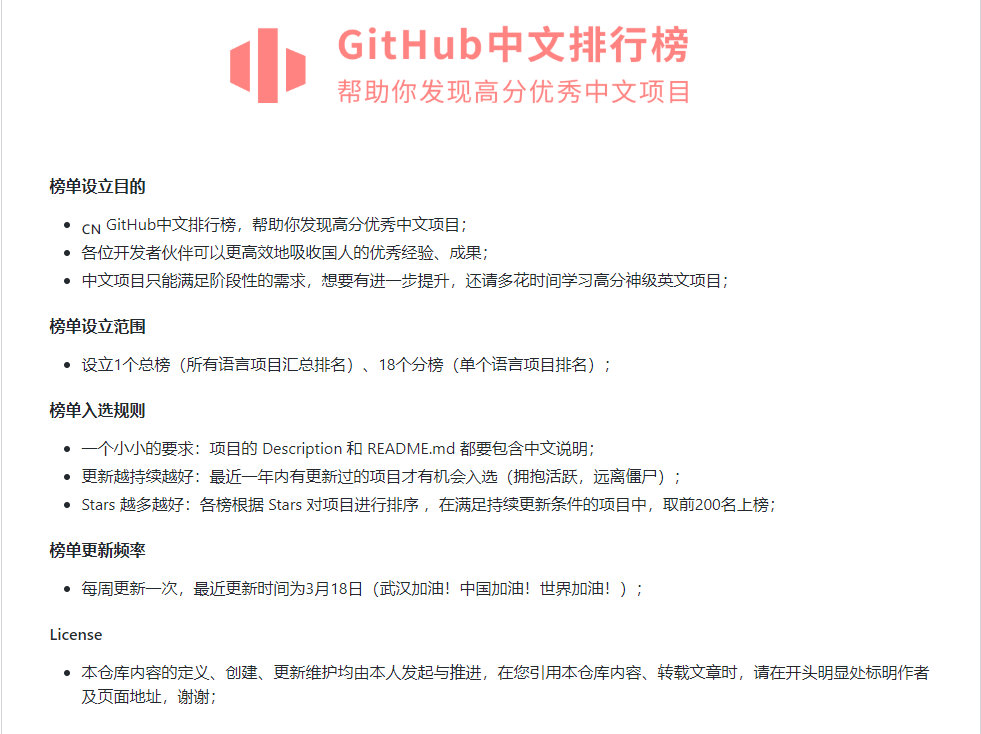 GitHub中文排行榜
帮助你发现高分优秀中文项目
榜单设立目的
CN GitHub中文排行榜，帮助你发现高分优秀中文项目；
各位开发者伙伴可以更高效地吸收国人的优秀经验、成果；
中文项目只能满足阶段性的需求，想要有进一步提升，还请多花时间学习高分神级英文项目；
榜单设立范围
设立1个总榜（所有语言项目汇总排名）、18个分榜（单个语言项目排名）；
榜单入选规则
一个小小的要求：项目的 Description 和 README.md 都要包含中文说明；
更新越持续越好：最近一年内有更新过的项目才有机会入选（拥抱活跃，远离僵尸）；
Stars 越多越好：各榜根据 Stars 对项目进行排序 ，在满足持续更新条件的项目中，取前200名上榜；
榜单更新频率
每周更新一次，最近更新时间为3月18日（武汉加油！中国加油！世界加油！）；
License
本仓库内容的定义、创建、更新维护均由本人发起与推进，在您引用本仓库内容、转载文章时，请在开头明显处标明作者
及页面地址，谢谢；